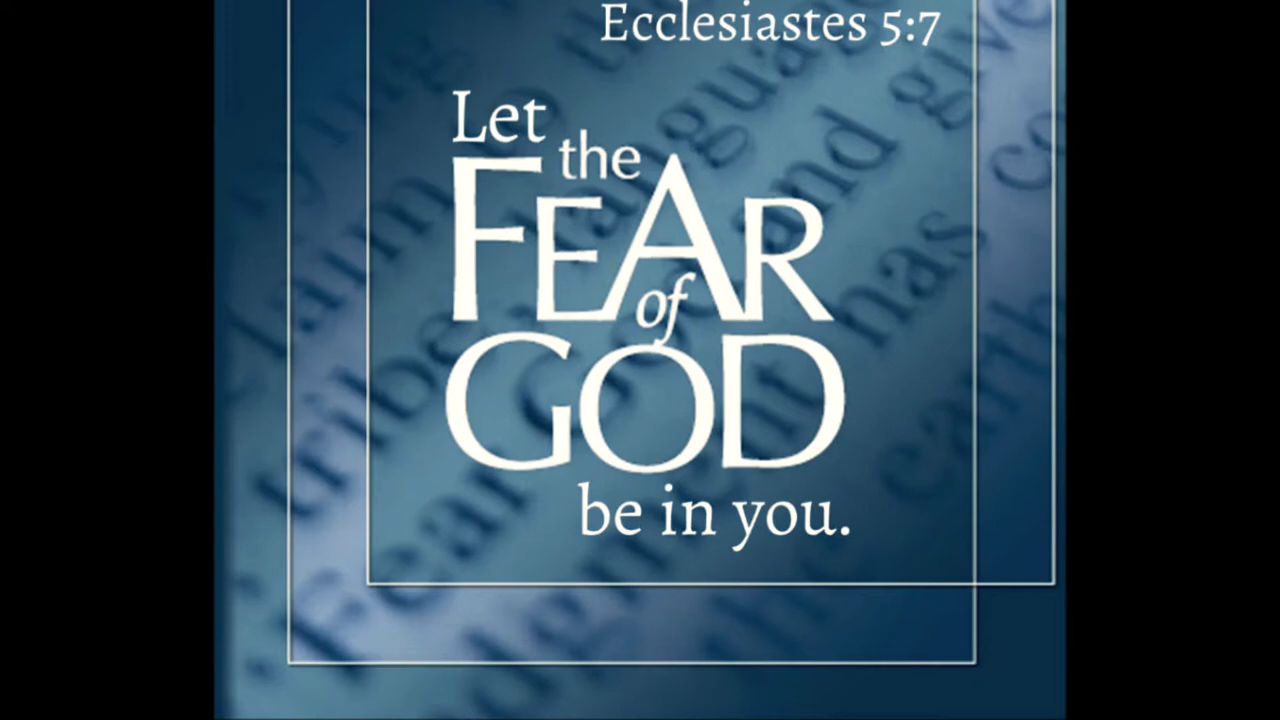 Ecclesiastes 5:7
Let
the
FEAR
of
GOD
be in you.